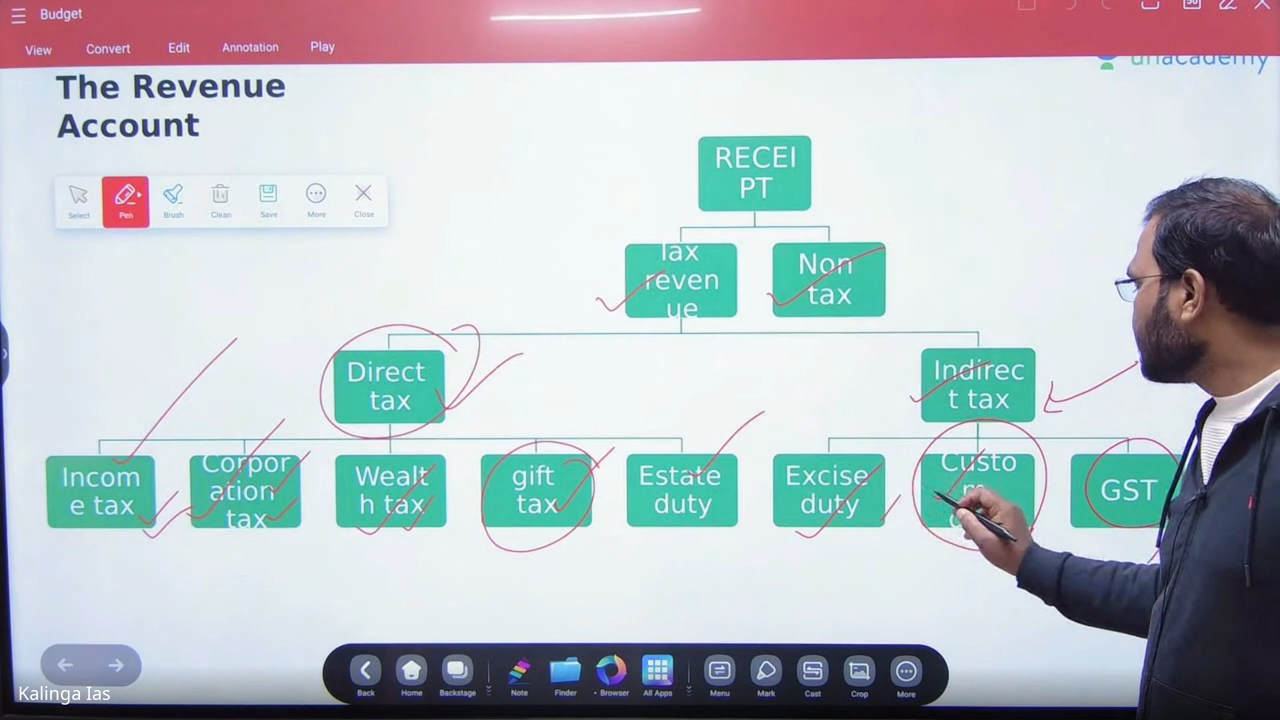 Budget
View Convert Edit Annotation Play
unacademy
The Revenue
Account
Select Pen Brush Clean Save More Close
RECEI
PT
Tax
reven
ue
Non
tax
Direct
tax
Indirec
t tax
Incom
e tax
Corpor
ation
tax
Wealt
h tax
gift
tax
Estate
duty
Excise
duty
Custo
GST
Back Home Backstage Note Finder Browser All Apps Menu Mark Cast Crop More
Kalinga Ias